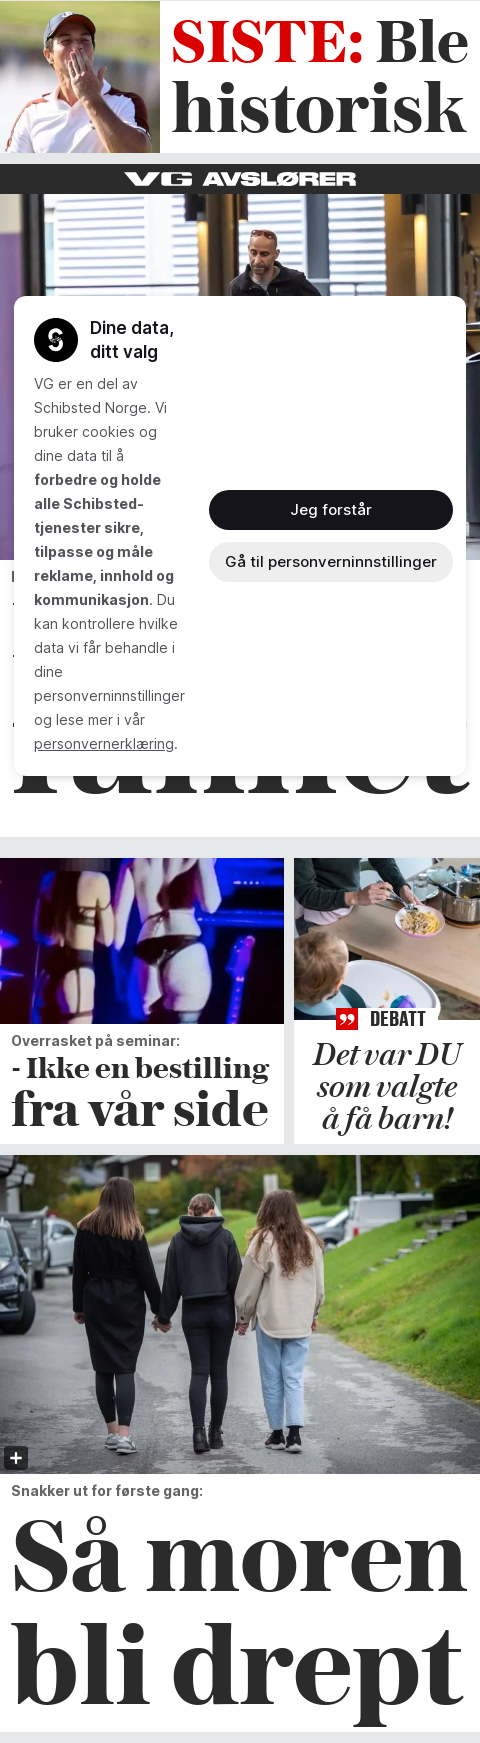 SISTE: Ble
historisk
VG AVSLØRER
Dine data,
ditt valg
VG er en del av
Schibsted Norge. Vi
bruker cookies og
dine data til å
forbedre og holde
alle Schibsted-
tjenester sikre,
tilpasse og måle
reklame, innhold og
kommunikasjon. Du
kan kontrollere hvilke
data vi får behandle i
dine
personverninnstillinger
og lese mer i vår
personvernerklæring.
Jeg forstår
Gå til personverninnstillinger
Overrasket på seminar:
- Ikke en bestilling
fra vår side
DEBATT
Det var DU
som valgte
å få barn!
Snakker ut for første gang:
Så moren
bli drept